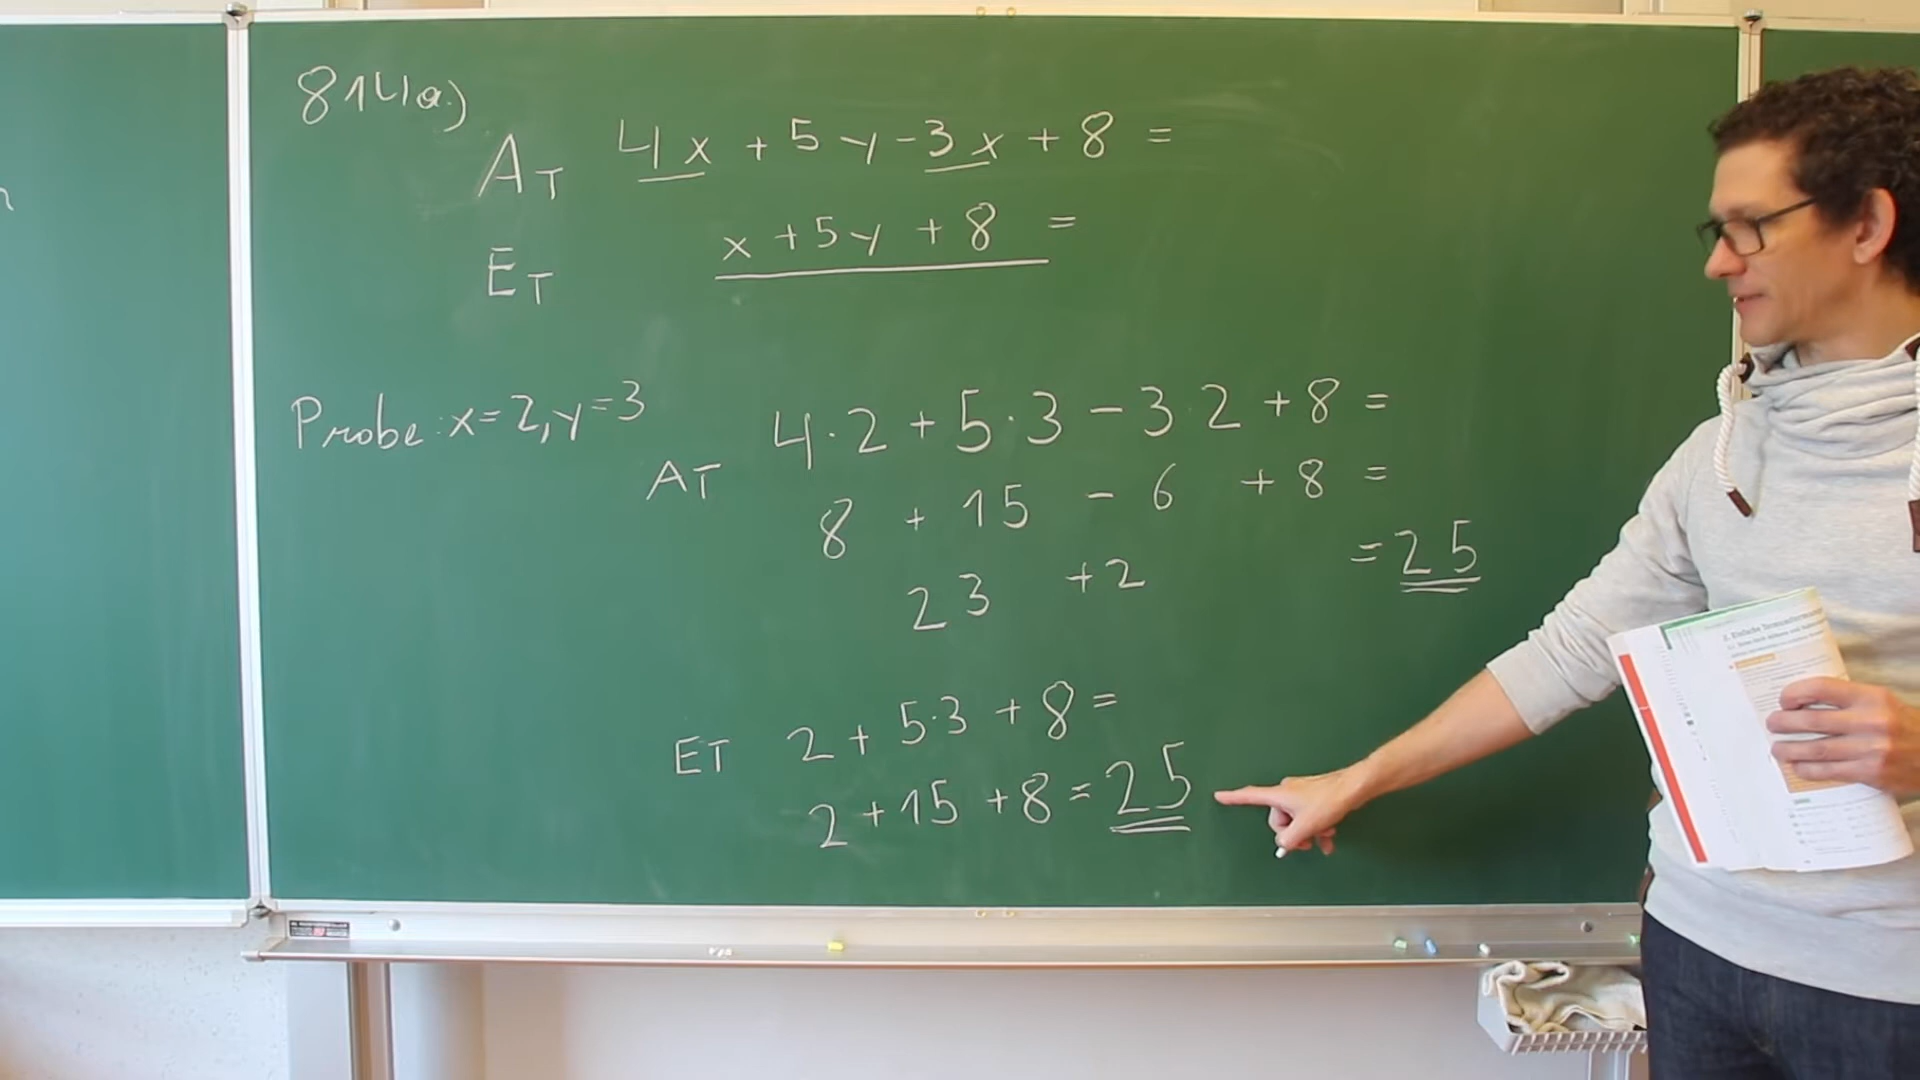 814 a.)
AT 4x + 5y - 3x + 8 =
ET x + 5y + 8 =
Probe: x = 2, y = 3
AT 4·2 + 5·3 - 3·2 + 8 =
8 + 15 - 6 + 8 =
23 + 2 = 25
ET 2 + 5·3 + 8 =
2 + 15 + 8 = 25